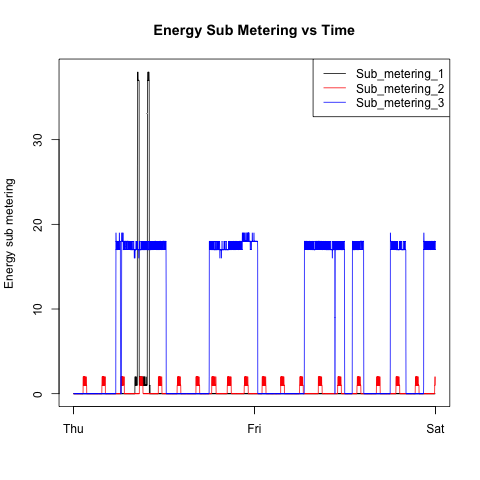 Energy Sub Metering vs Time
Sub_metering_1
Sub_metering_2
Sub_metering_3
Energy sub metering
30
20
10
0
Thu Fri Sat